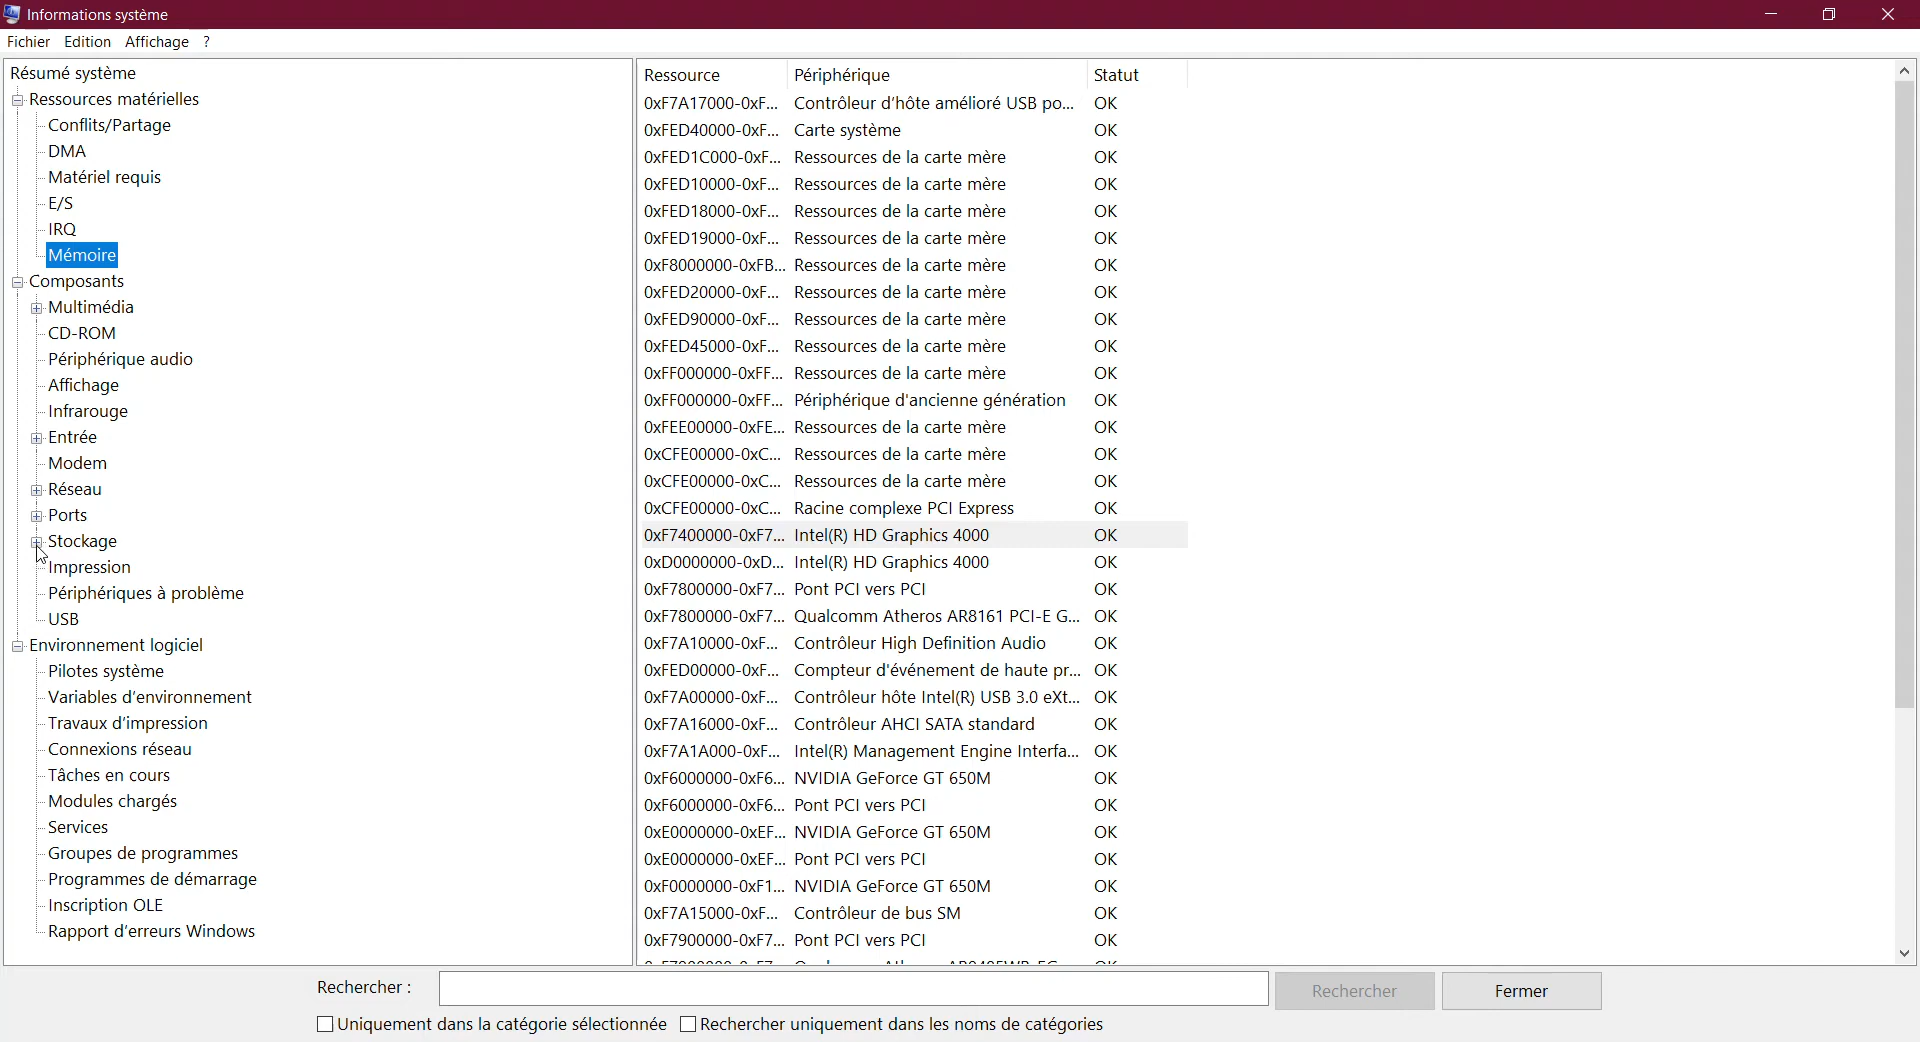 Informations système
Fichier Edition Affichage ?
Résumé système
Ressources matérielles
Conflits/Partage
DMA
Matériel requis
E/S
IRQ
Mémoire
Composants
Multimédia
CD-ROM
Périphérique audio
Affichage
Infrarouge
Entrée
Modem
Réseau
Ports
Stockage
Impression
Périphériques à problème
USB
Environnement logiciel
Pilotes système
Variables d'environnement
Travaux d'impression
Connexions réseau
Tâches en cours
Modules chargés
Services
Groupes de programmes
Programmes de démarrage
Inscription OLE
Rapport d'erreurs Windows
Ressource Périphérique Statut
0xF7A17000-0xF... Contrôleur d'hôte amélioré USB po... OK
0xFED40000-0xF... Carte système OK
0xFED1C000-0xF... Ressources de la carte mère OK
0xFED10000-0xF... Ressources de la carte mère OK
0xFED18000-0xF... Ressources de la carte mère OK
0xFED19000-0xF... Ressources de la carte mère OK
0xF8000000-0xFB... Ressources de la carte mère OK
0xFED20000-0xF... Ressources de la carte mère OK
0xFED90000-0xF... Ressources de la carte mère OK
0xFED45000-0xF... Ressources de la carte mère OK
0xFF000000-0xFF... Ressources de la carte mère OK
0xFF000000-0xFF... Périphérique d'ancienne génération OK
0xFEE00000-0xFE... Ressources de la carte mère OK
0xCFE00000-0xC... Ressources de la carte mère OK
0xCFE00000-0xC... Ressources de la carte mère OK
0xCFE00000-0xC... Racine complexe PCI Express OK
0xF7400000-0xF7... Intel(R) HD Graphics 4000 OK
0xD0000000-0xD... Intel(R) HD Graphics 4000 OK
0xF7800000-0xF7... Pont PCI vers PCI OK
0xF7800000-0xF7... Qualcomm Atheros AR8161 PCI-E G... OK
0xF7A10000-0xF... Contrôleur High Definition Audio OK
0xFED00000-0xF... Compteur d'événement de haute pr... OK
0xF7A00000-0xF... Contrôleur hôte Intel(R) USB 3.0 eXt... OK
0xF7A16000-0xF... Contrôleur AHCI SATA standard OK
0xF7A1A000-0xF... Intel(R) Management Engine Interfa... OK
0xF6000000-0xF6... NVIDIA GeForce GT 650M OK
0xF6000000-0xF6... Pont PCI vers PCI OK
0xE0000000-0xEF... NVIDIA GeForce GT 650M OK
0xE0000000-0xEF... Pont PCI vers PCI OK
0xF0000000-0xF1... NVIDIA GeForce GT 650M OK
0xF7A15000-0xF... Contrôleur de bus SM OK
0xF7900000-0xF7... Pont PCI vers PCI OK
Rechercher :
Rechercher
Fermer
Uniquement dans la catégorie sélectionnée Rechercher uniquement dans les noms de catégories